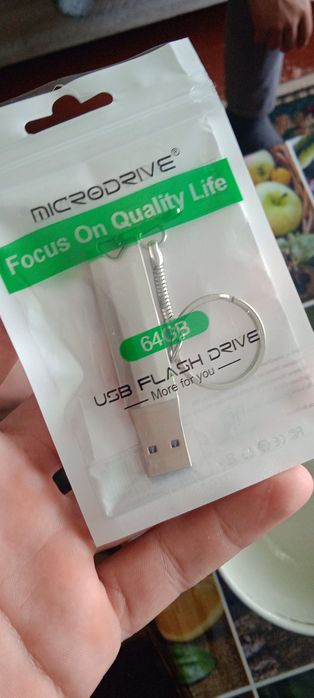 MICRODRIVE®
Focus On Quality Life
64GB
USB FLASH DRIVE
More for you